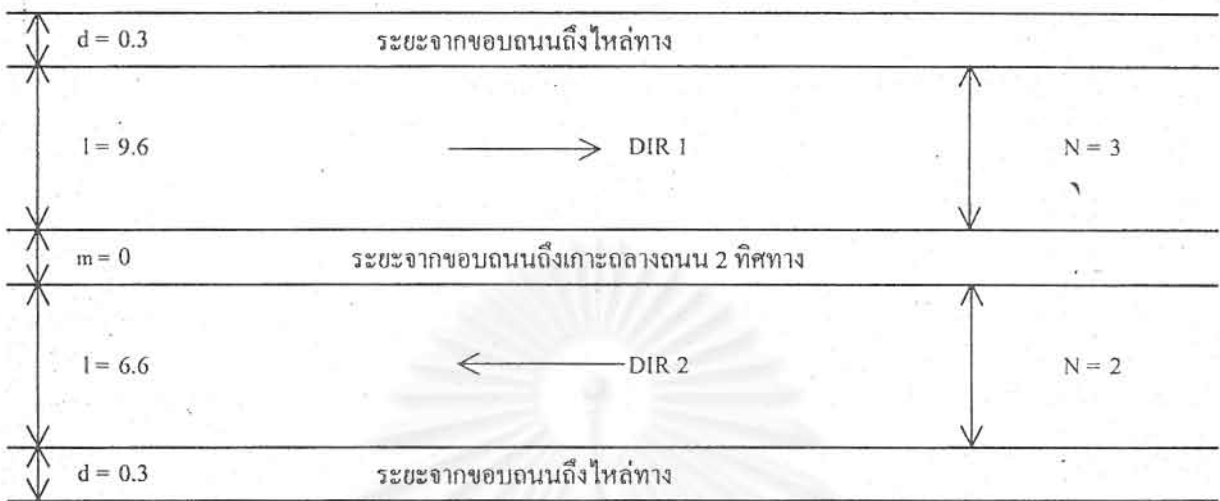 d = 0.3 ระยะจากขอบถนนถึงไหล่ทาง
l = 9.6 DIR 1 N = 3
m = 0 ระยะจากขอบถนนถึงเกาะถลางถนน 2 ทิศทาง
l = 6.6 DIR 2 N = 2
d = 0.3 ระยะจากขอบถนนถึงไหล่ทาง